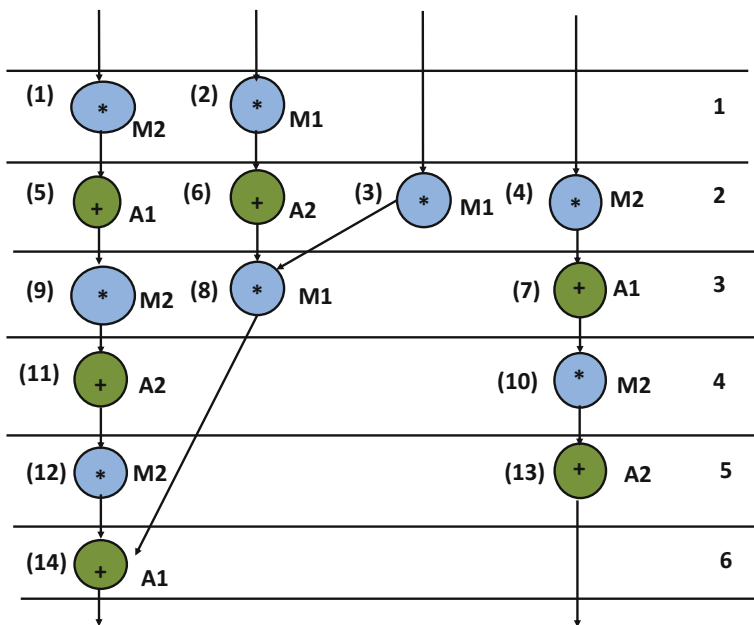 (1) * M2 (2) * M1 1
(5) + A1 (6) + A2 (3) * M1 (4) * M2 2
(9) * M2 (8) * M1 (7) + A1 3
(11) + A2 (10) * M2 4
(12) * M2 (13) + A2 5
(14) + A1 6